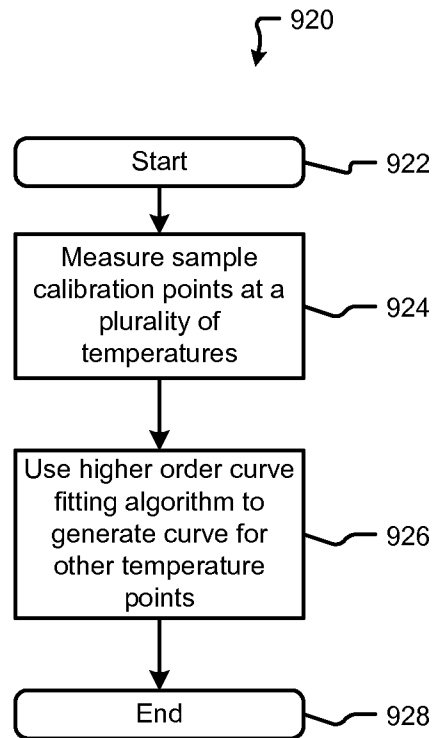 920
Start
922
Measure sample
calibration points at a
plurality of
temperatures
924
Use higher order curve
fitting algorithm to
generate curve for
other temperature
points
926
End
928